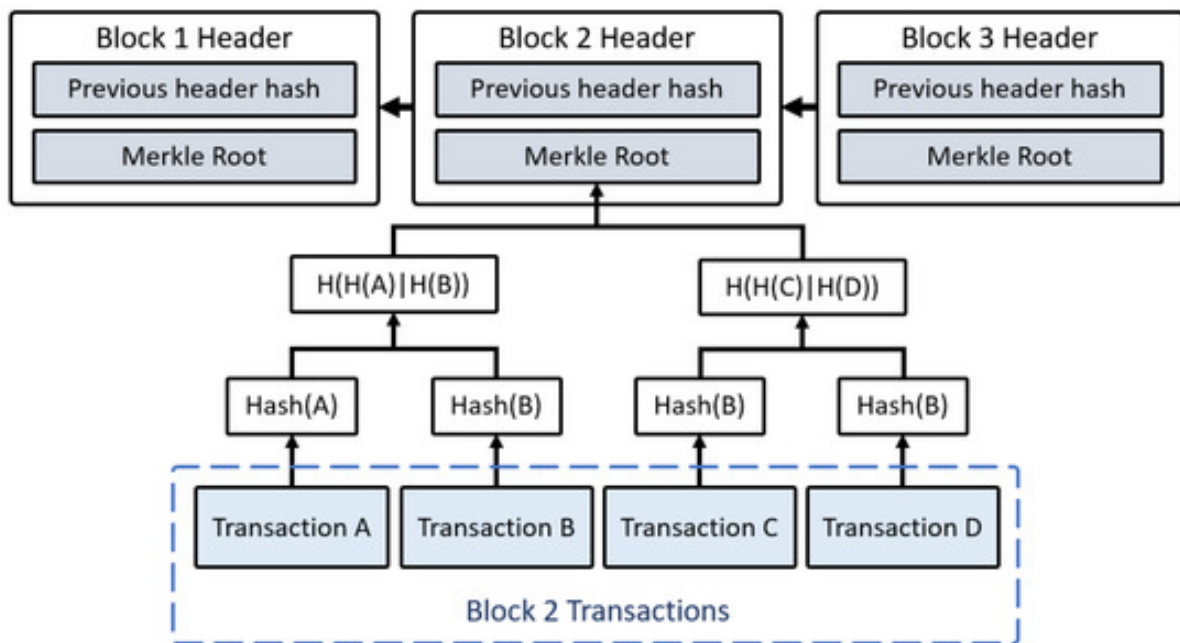 Block 1 Header
Previous header hash
Merkle Root
Block 2 Header
Previous header hash
Merkle Root
Block 3 Header
Previous header hash
Merkle Root
H(H(A)|H(B))
H(H(C)|H(D))
Hash(A)
Hash(B)
Hash(B)
Hash(B)
Transaction A
Transaction B
Transaction C
Transaction D
Block 2 Transactions